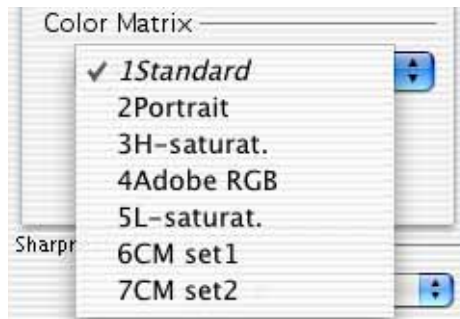 Color Matrix
✓ 1Standard
2Portrait
3H-saturat.
4Adobe RGB
5L-saturat.
6CM set1
7CM set2